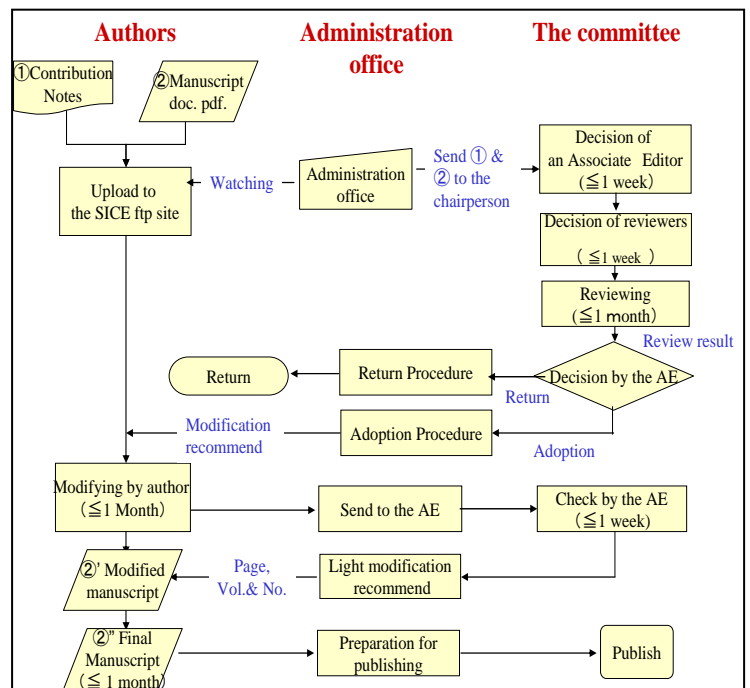 Authors
Administration
office
The committee
①Contribution
Notes
②Manuscript
doc. pdf.
Upload to
the SICE ftp site
Watching
Administration
office
Send ① &
② to the
chairperson
Decision of
an Associate Editor
(≦1 week)
Decision of reviewers
( ≦1 week )
Reviewing
(≦1 month)
Review result
Return
Return Procedure
Decision by the AE
Return
Modification
recommend
Adoption Procedure
Adoption
Modifying by author
(≦1 Month)
Send to the AE
Check by the AE
(≦1 week)
②' Modified
manuscript
Page,
Vol.& No.
Light modification
recommend
②" Final
Manuscript
(≦ 1 month)
Preparation for
publishing
Publish